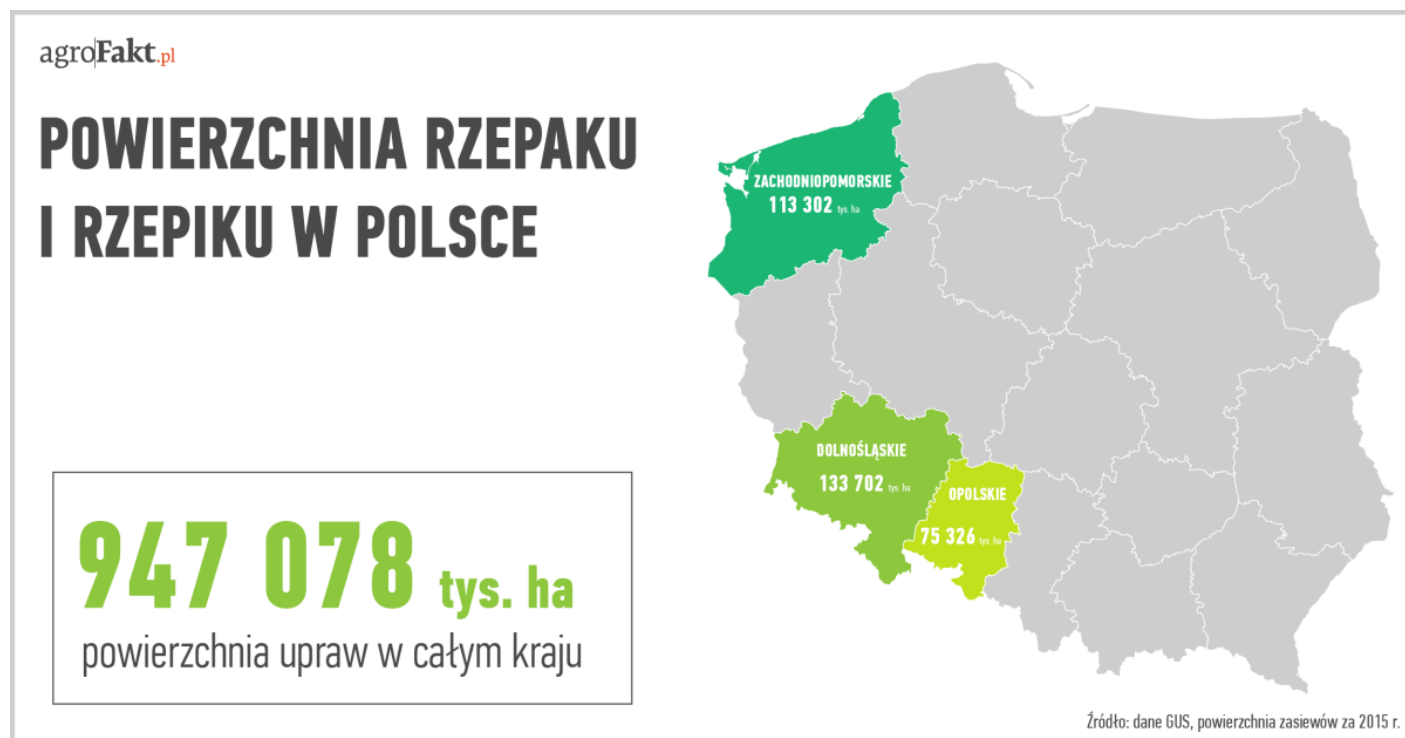 agroFakt.pl
POWIERZCHNIA RZEPAKU
I RZEPIKU W POLSCE
ZACHODNIOPOMORSKIE
113 302 tys. ha
DOLNOŚLĄSKIE
133 702 tys. ha
OPOLSKIE
75 326 tys. ha
947 078 tys. ha
powierzchnia upraw w całym kraju
Źródło: dane GUS, powierzchnia zasiewów za 2015 r.